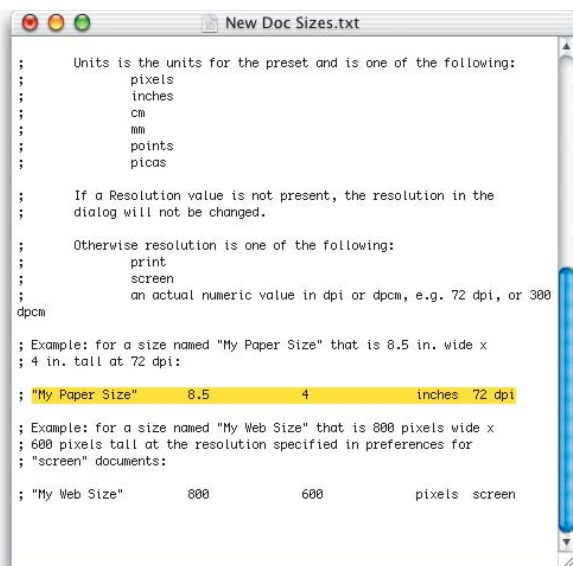 New Doc Sizes.txt
; Units is the units for the preset and is one of the following:
; pixels
; inches
; cm
; mm
; points
; picas
; If a Resolution value is not present, the resolution in the
; dialog will not be changed.
; Otherwise resolution is one of the following:
; print
; screen
; an actual numeric value in dpi or dpcm, e.g. 72 dpi, or 300
dpcm
; Example: for a size named "My Paper Size" that is 8.5 in. wide x
; 4 in. tall at 72 dpi:
; "My Paper Size" 8.5 4 inches 72 dpi
; Example: for a size named "My Web Size" that is 800 pixels wide x
; 600 pixels tall at the resolution specified in preferences for
; "screen" documents:
; "My Web Size" 800 600 pixels screen